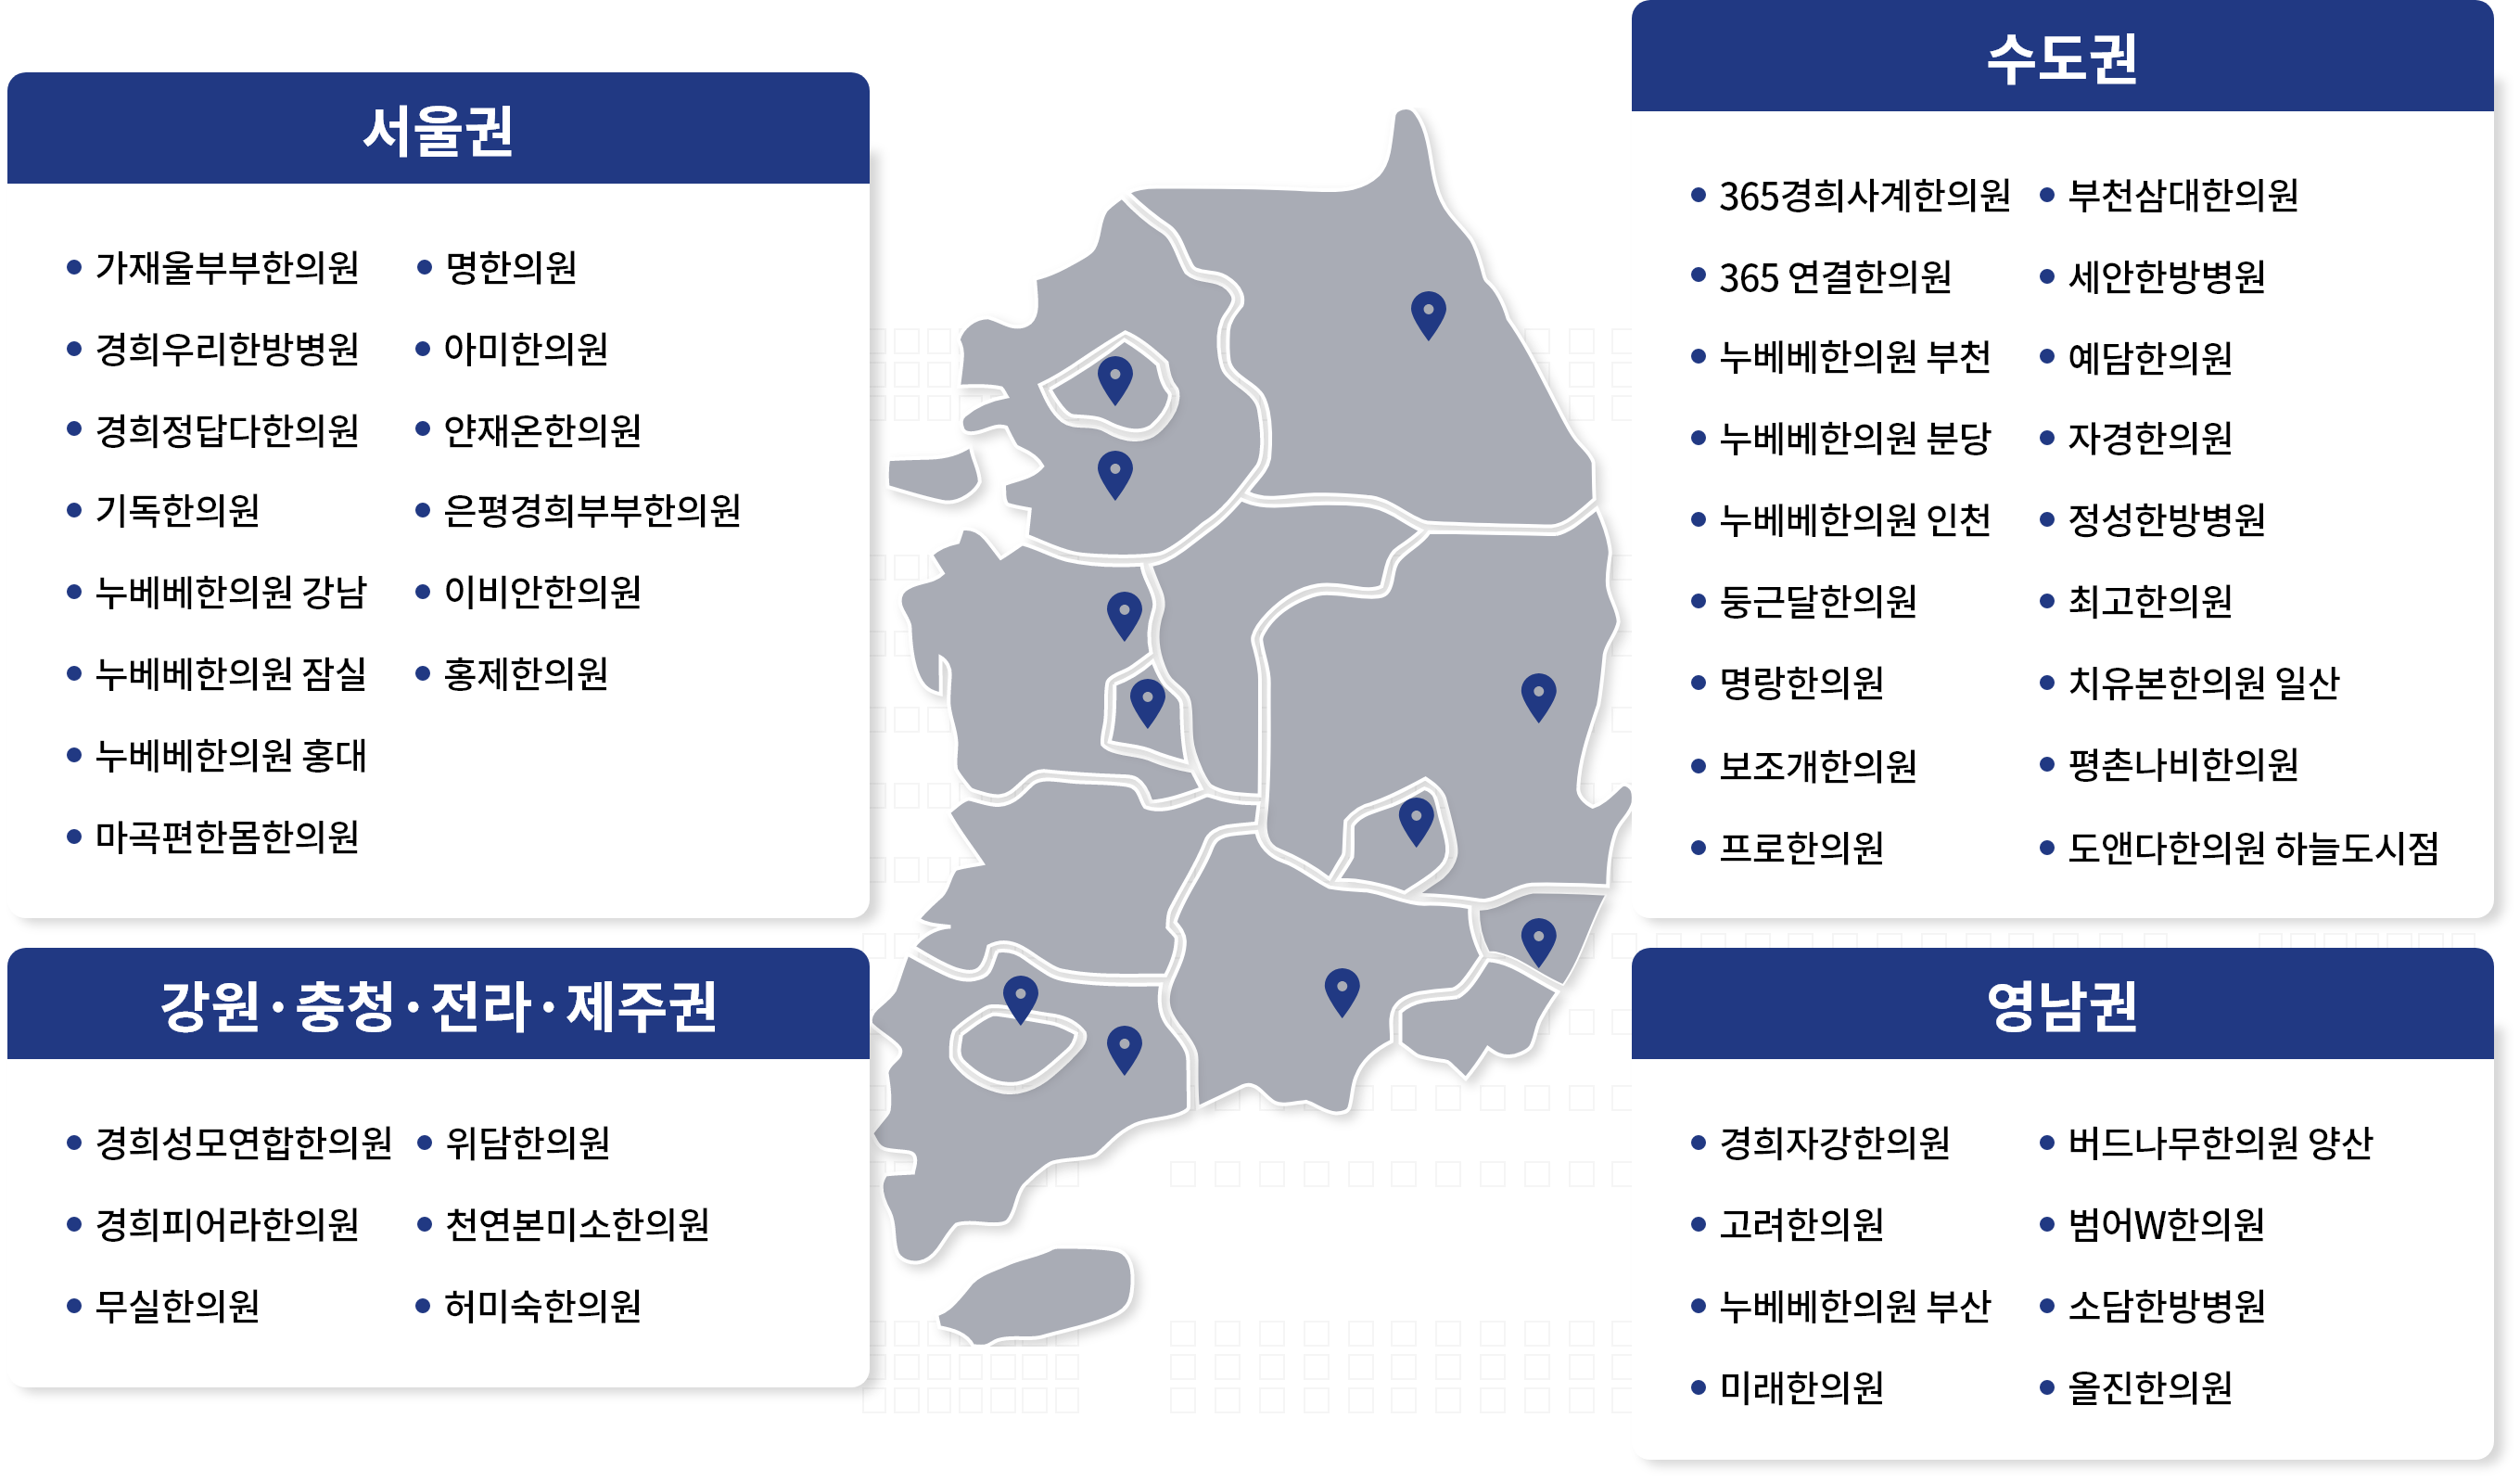 서울권
가재울부부한의원
명한의원
경희우리한방병원
아미한의원
경희정답다한의원
얀재온한의원
기독한의원
은평경희부부한의원
누베베한의원 강남
이비안한의원
누베베한의원 잠실
홍제한의원
누베베한의원 홍대
마곡편한몸한의원
수도권
365경희사계한의원
부천삼대한의원
365 연결한의원
세안한방병원
누베베한의원 부천
예담한의원
누베베한의원 분당
자경한의원
누베베한의원 인천
정성한방병원
둥근달한의원
최고한의원
명랑한의원
치유본한의원 일산
보조개한의원
평촌나비한의원
프로한의원
도앤다한의원 하늘도시점
강원·충청·전라·제주권
경희성모연합한의원
위담한의원
경희피어라한의원
천연본미소한의원
무실한의원
허미숙한의원
영남권
경희자강한의원
버드나무한의원 양산
고려한의원
범어W한의원
누베베한의원 부산
소담한방병원
미래한의원
올진한의원